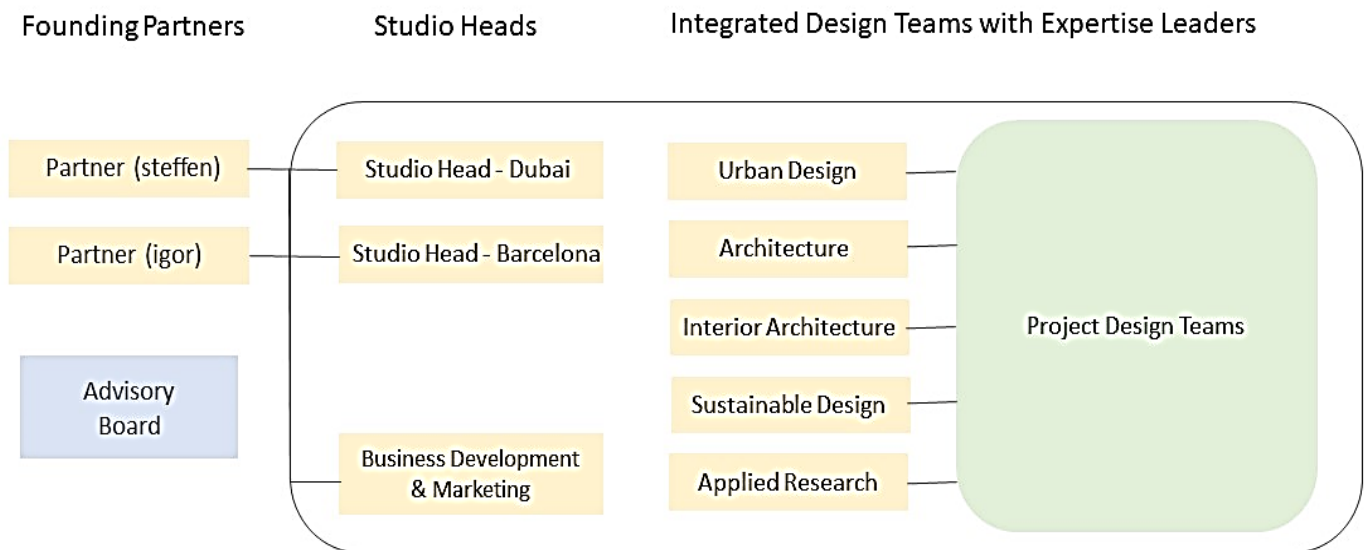 Founding Partners
Studio Heads
Integrated Design Teams with Expertise Leaders
Partner (steffen)
Partner (igor)
Advisory
Board
Studio Head - Dubai
Studio Head - Barcelona
Business Development
& Marketing
Urban Design
Architecture
Interior Architecture
Sustainable Design
Applied Research
Project Design Teams